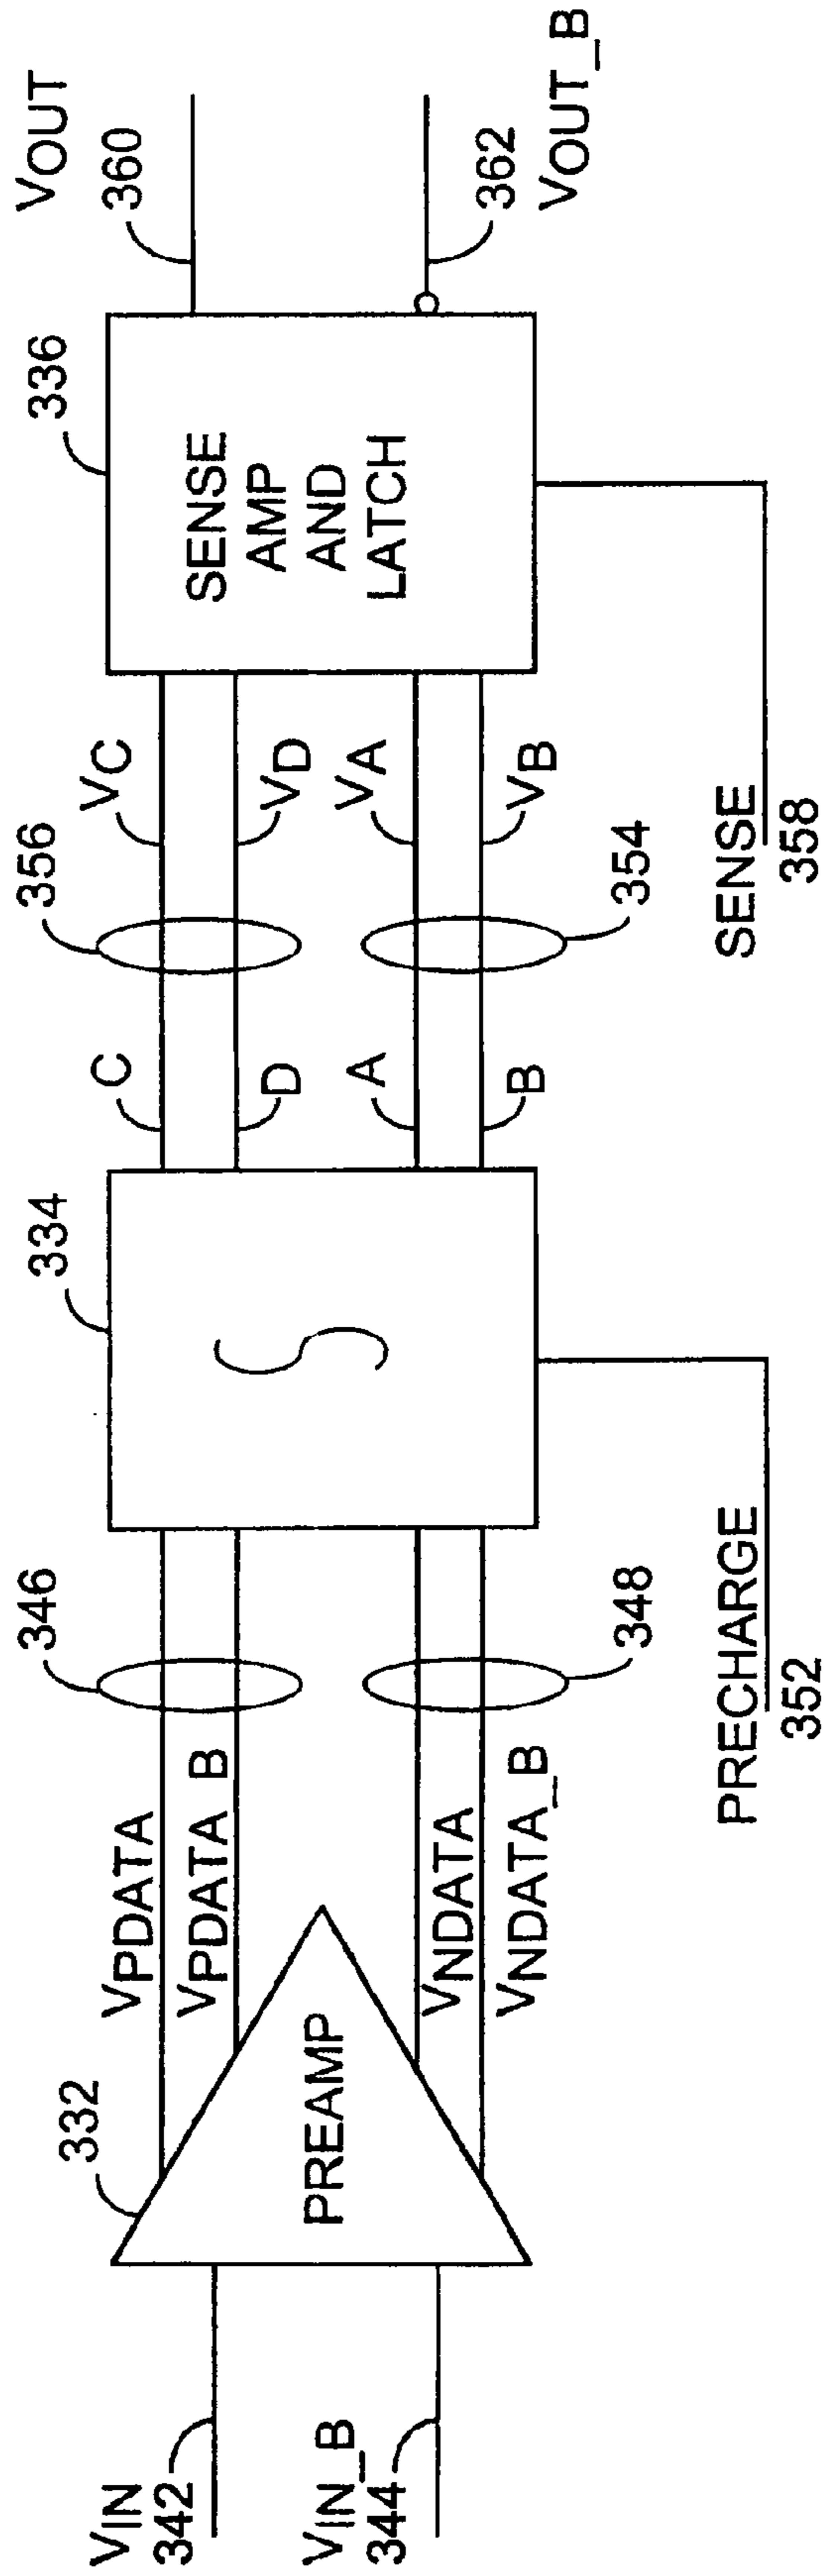 VIN
342
VIN_B
344
332
PREAMP
VPDATA
VPDATA_B
VNDATA
VNDATA_B
346
348
334
∫
PRECHARGE
352
C
D
A
B
356
354
VC
VD
VA
VB
336
SENSE
AMP
AND
LATCH
SENSE
358
VOUT
360
362
VOUT_B